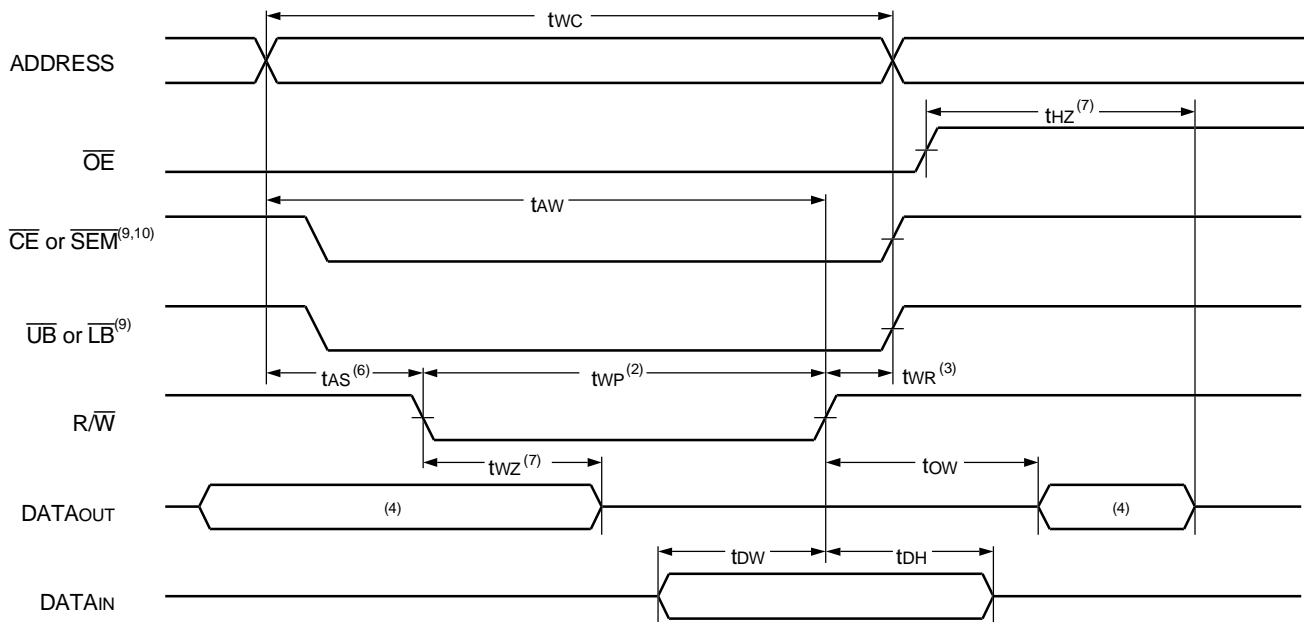 tWC
ADDRESS
tHZ(7)
OE
tAW
CE or SEM(9,10)
UB or LB(9)
tAS(6)
tWP(2)
tWR(3)
R/W
tWZ(7)
tOW
DATAOUT
(4)
(4)
tDW
tDH
DATAIN